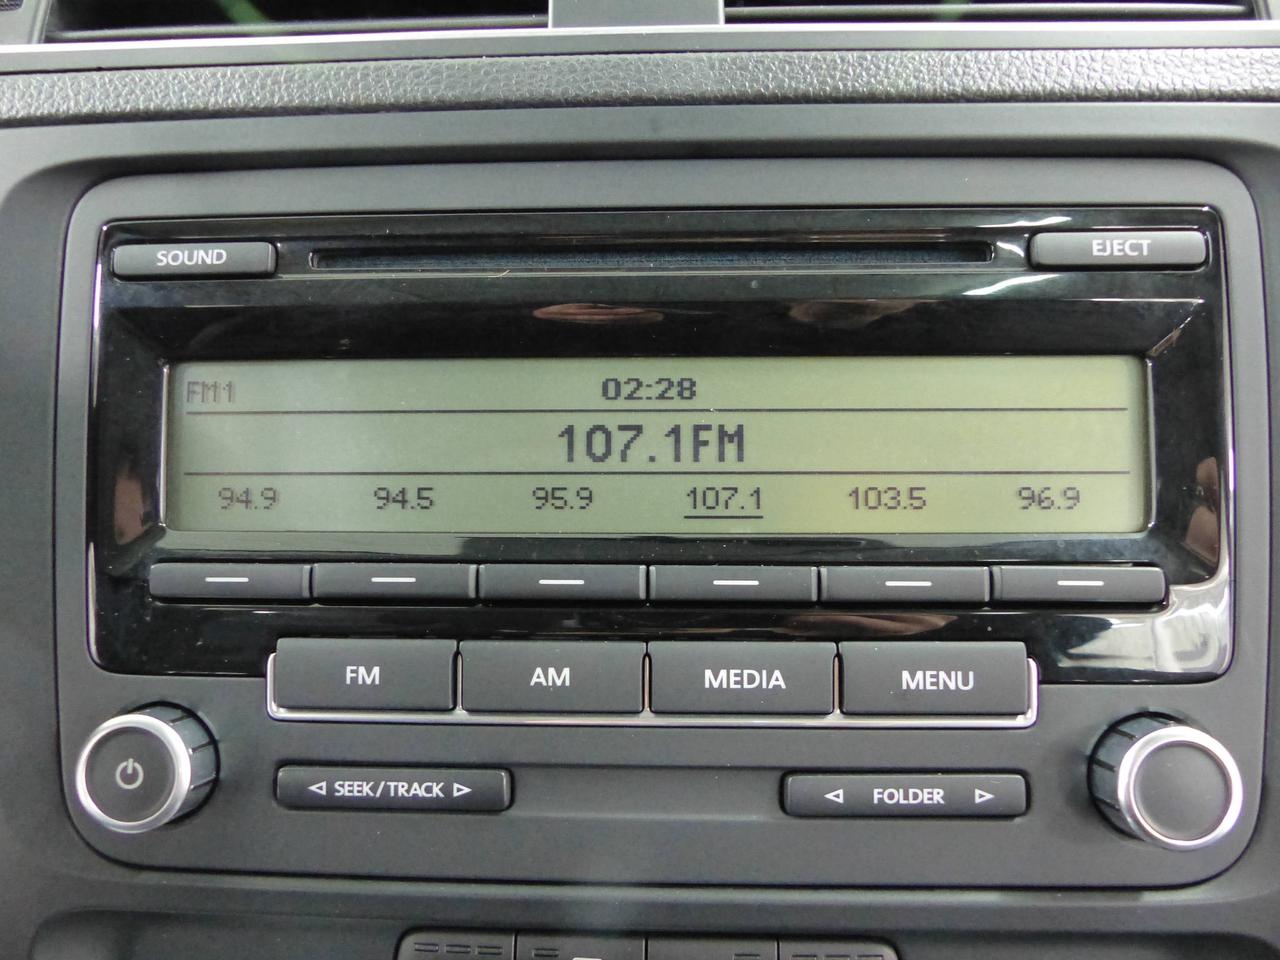 SOUND EJECT
FM1 02:28
107.1FM
94.9 94.5 95.9 107.1 103.5 96.9
FM AM MEDIA MENU
SEEK/TRACK FOLDER